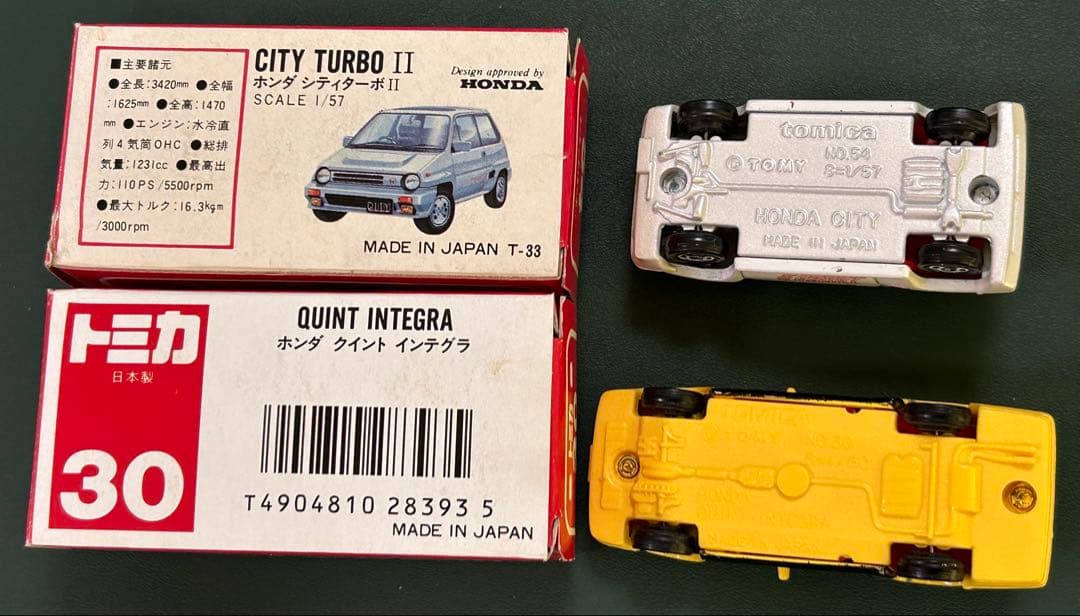 ■主要諸元
●全長:3420mm ●全幅
:1625mm ●全高:1470
mm ●エンジン:水冷直
列4気筒OHC ●総排
気量:1231cc ●最高出
力:110PS/5500rpm
●最大トルク:16.3kgm
/3000rpm
CITY TURBO II
ホンダ シティターボII
SCALE 1/57
Design approved by
HONDA
CITY
MADE IN JAPAN T-33
トミカ
日本製
30
QUINT INTEGRA
ホンダ クイント インテグラ
T4904810 28393 5
MADE IN JAPAN
tomica
NO.54
© TOMY S=1/57
HONDA CITY
MADE IN JAPAN